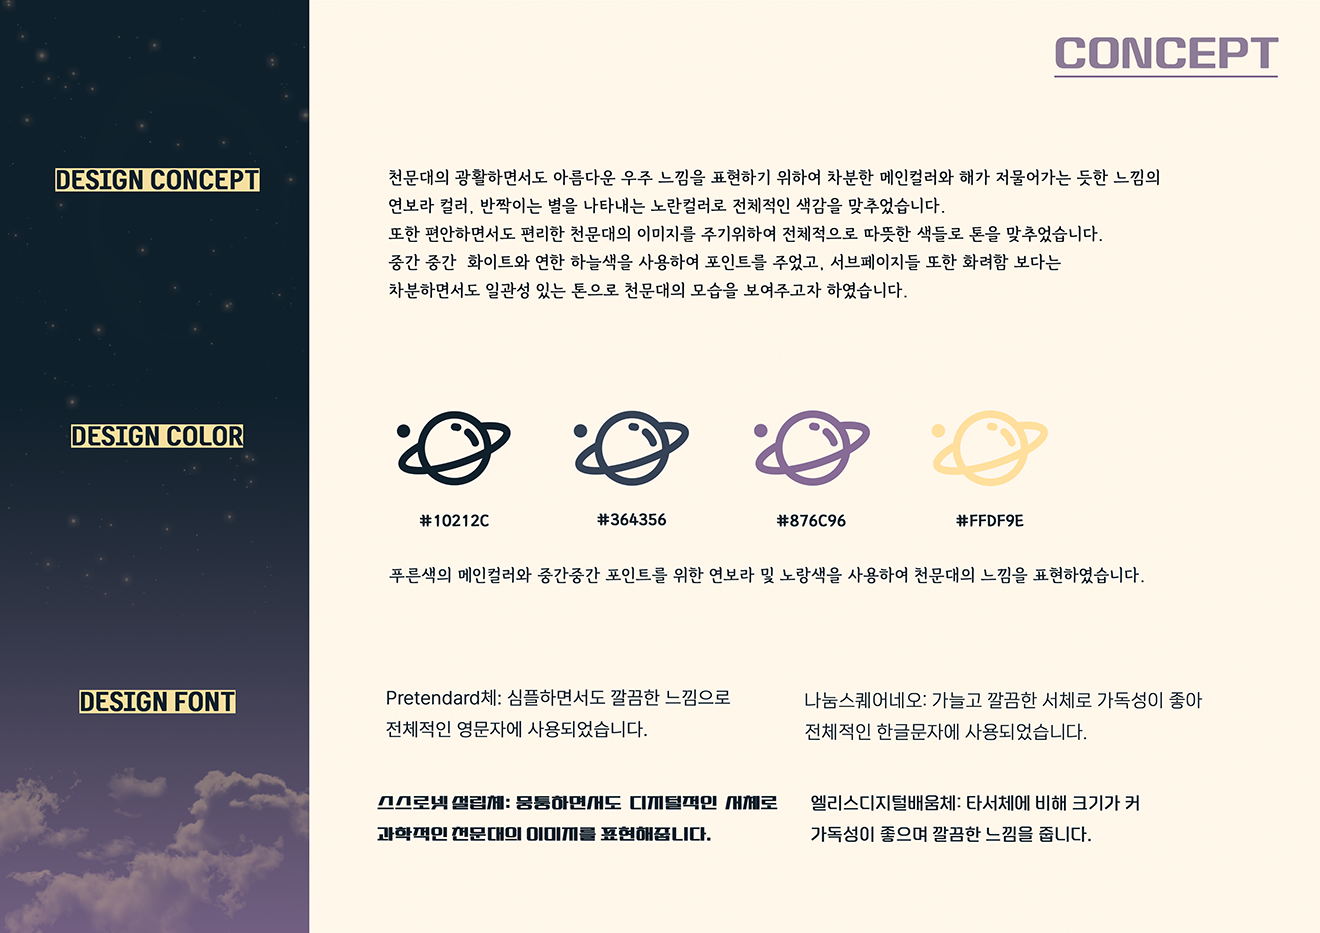 CONCEPT
DESIGN CONCEPT
천문대의 광활하면서도 아름다운 우주 느낌을 표현하기 위하여 차분한 메인컬러와 해가 저물어가는 듯한 느낌의
연보라 컬러, 반짝이는 별을 나타내는 노란컬러로 전체적인 색감을 맞추었습니다.
또한 편안하면서도 편리한 천문대의 이미지를 주기위하여 전체적으로 따뜻한 색들로 톤을 맞추었습니다.
중간 중간 화이트와 연한 하늘색을 사용하여 포인트를 주었고, 서브페이지들 또한 화려함 보다는
차분하면서도 일관성 있는 톤으로 천문대의 모습을 보여주고자 하였습니다.
DESIGN COLOR
#10212C #364356 #876C96 #FFDF9E
푸른색의 메인컬러와 중간중간 포인트를 위한 연보라 및 노랑색을 사용하여 천문대의 느낌을 표현하였습니다.
DESIGN FONT
Pretendard체: 심플하면서도 깔끔한 느낌으로
전체적인 영문자에 사용되었습니다.
나눔스퀘어네오: 가늘고 깔끔한 서체로 가독성이 좋아
전체적인 한글문자에 사용되었습니다.
스스로넷 설립체: 뭉퉁하면서도 디지털적인 서체로
과학적인 천문대의 이미지를 표현해줍니다.
엘리스디지털배움체: 타서체에 비해 크기가 커
가독성이 좋으며 깔끔한 느낌을 줍니다.